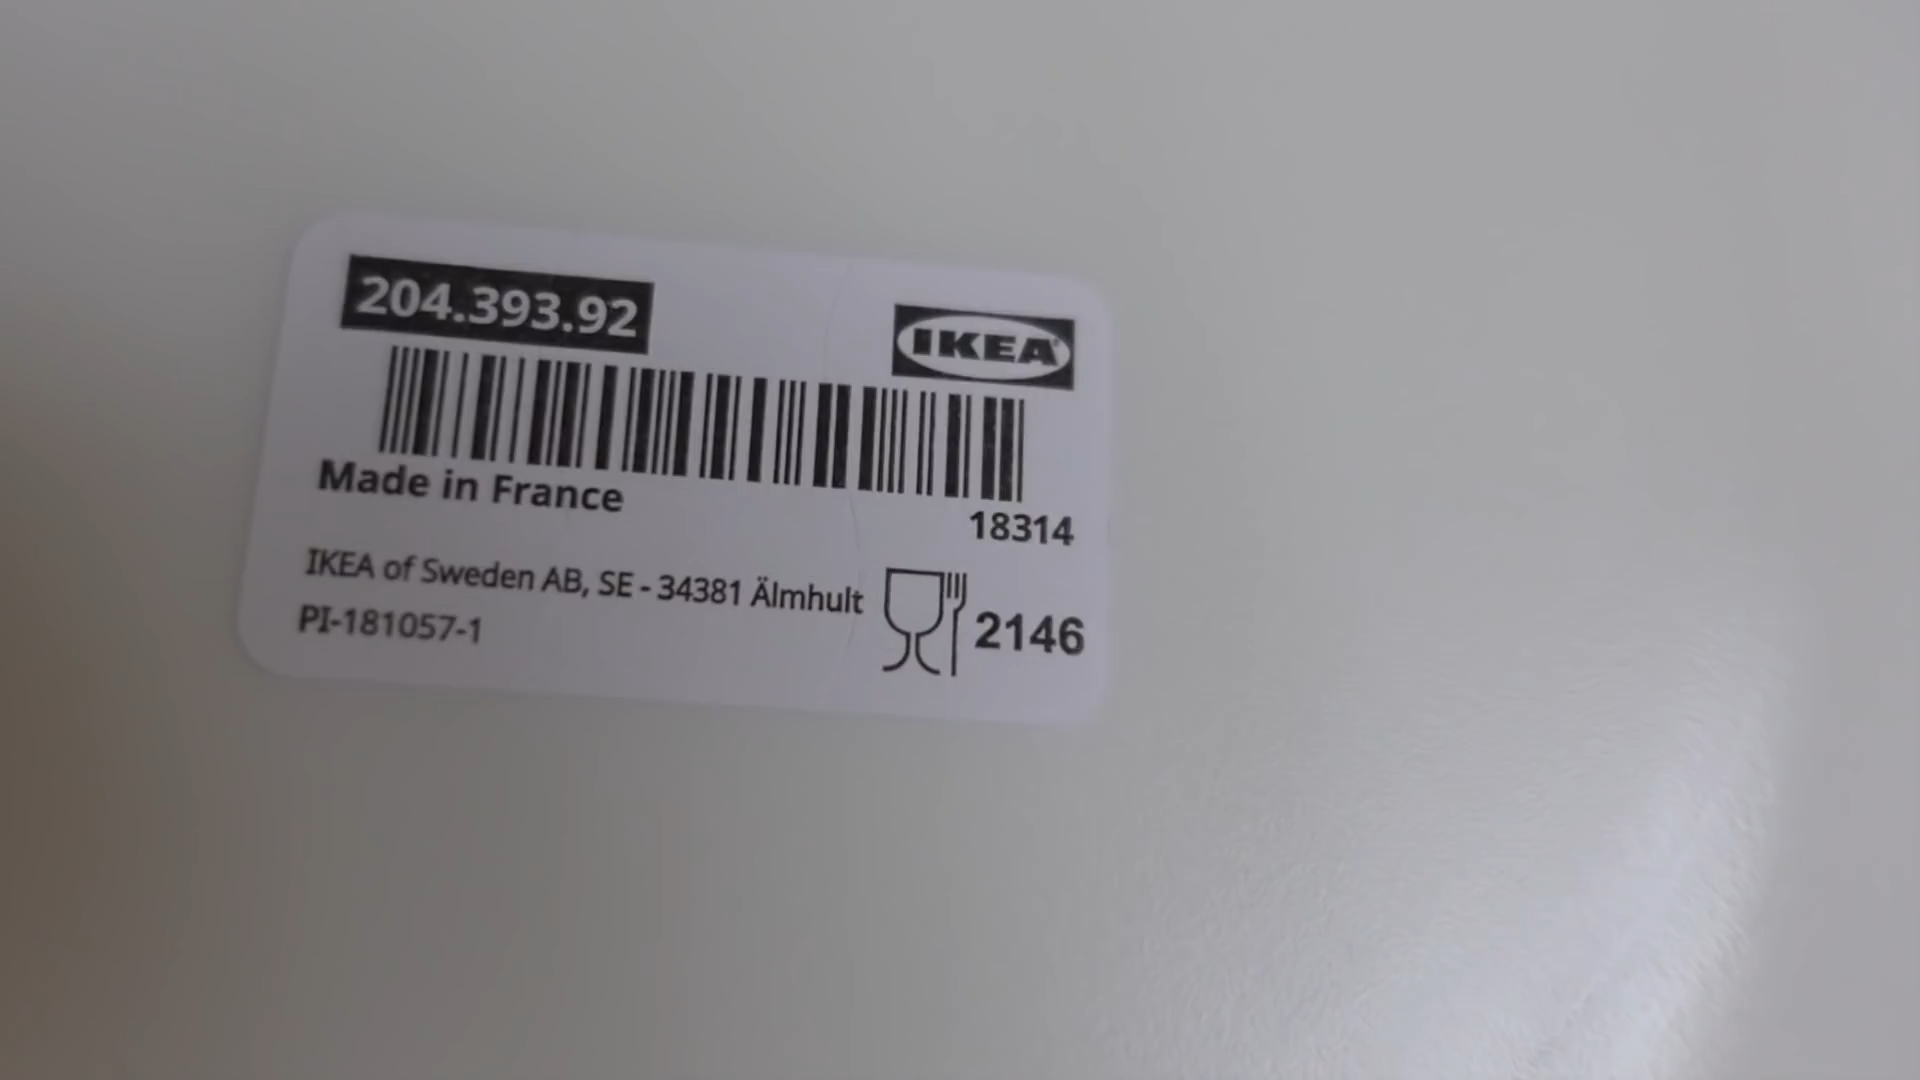 204.393.92
IKEA
Made in France
18314
IKEA of Sweden AB, SE - 34381 Älmhult
PI-181057-1
2146